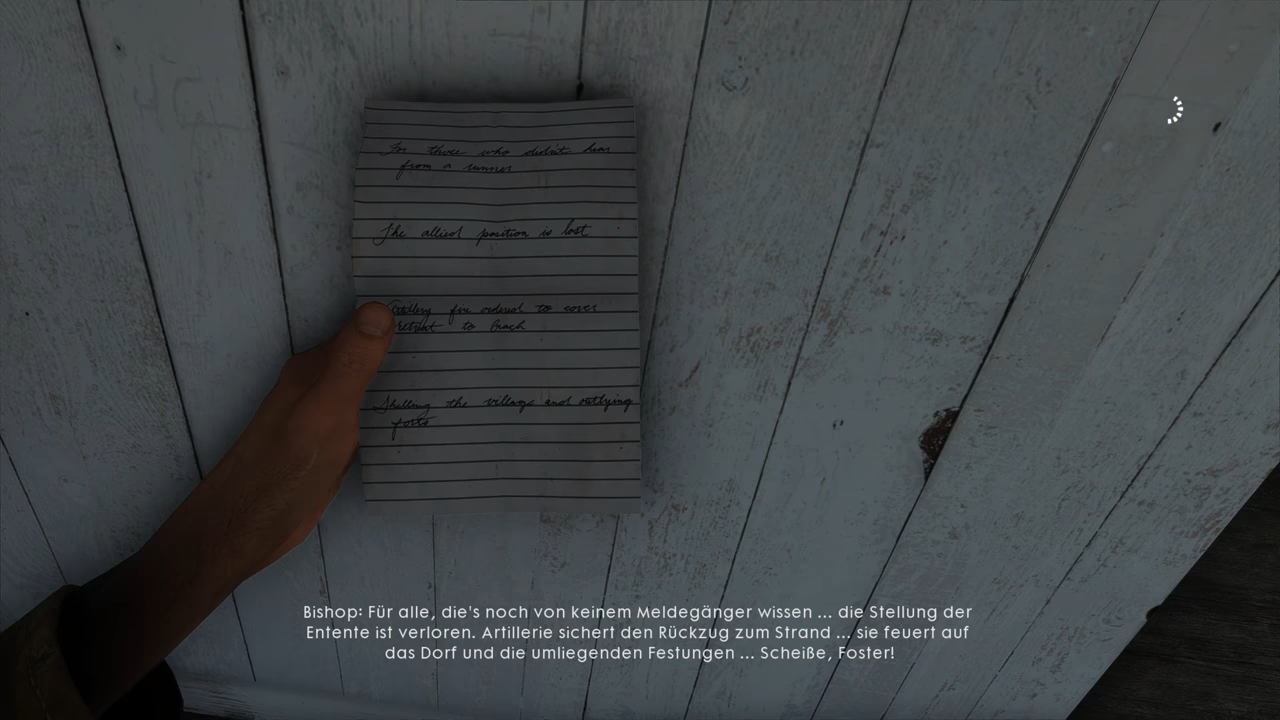 For those who didn't hear
from a runner
The allied position is lost
Artillery fire ordered to cover
retreat to beach
Shelling the village and outlying
forts
Bishop: Für alle, die's noch von keinem Meldegänger wissen ... die Stellung der
Entente ist verloren. Artillerie sichert den Rückzug zum Strand ... sie feuert auf
das Dorf und die umliegenden Festungen ... Scheiße, Foster!